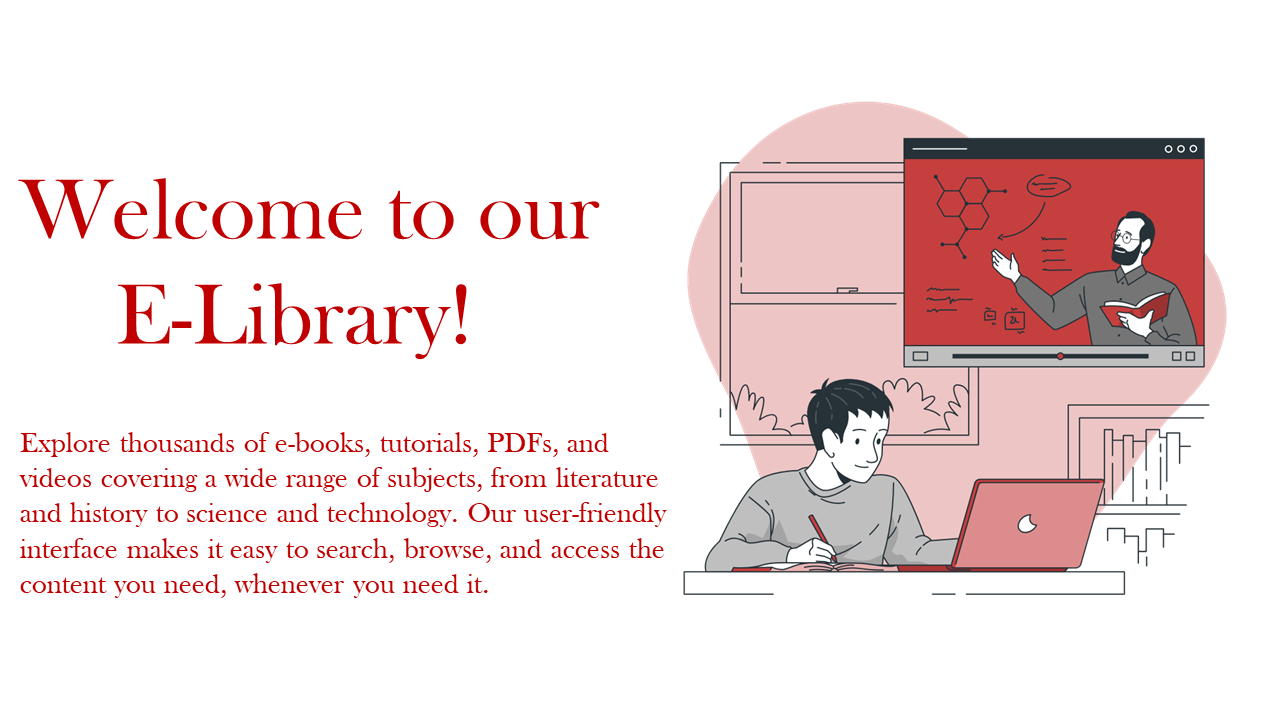 Welcome to our
E-Library!
Explore thousands of e-books, tutorials, PDFs, and
videos covering a wide range of subjects, from literature
and history to science and technology. Our user-friendly
interface makes it easy to search, browse, and access the
content you need, whenever you need it.